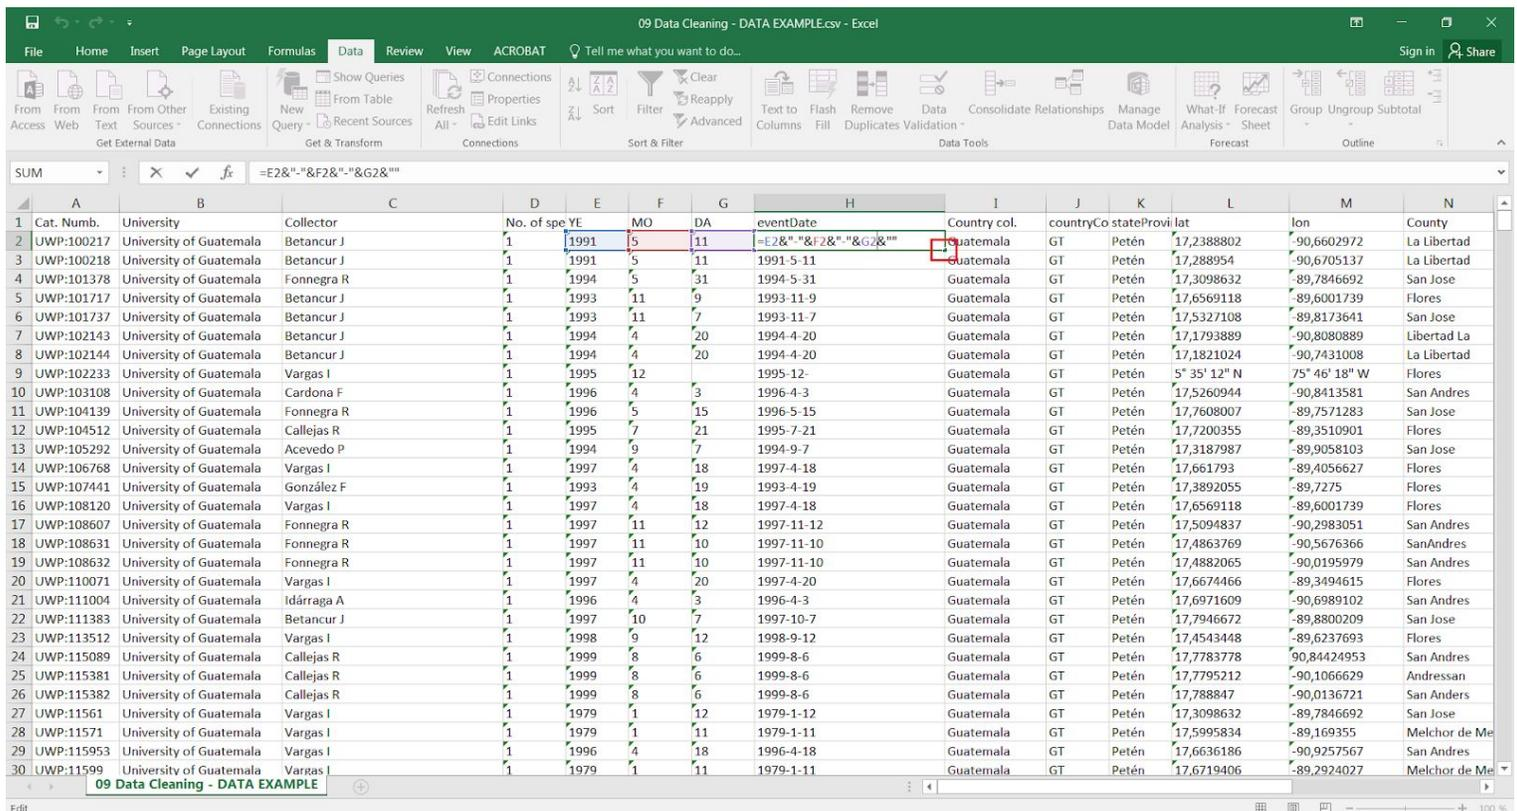 09 Data Cleaning - DATA EXAMPLE.csv - Excel
File Home Insert Page Layout Formulas Data Review View ACROBAT Tell me what you want to do... Sign in Share
From Access From Web From Text From Other Sources Existing Connections New Query Show Queries From Table Recent Sources Refresh All Connections Properties Edit Links Sort Filter Clear Reapply Advanced Text to Columns Flash Fill Remove Duplicates Data Validation Consolidate Relationships Manage Data Model What-If Analysis Forecast Sheet Group Ungroup Subtotal
Get External Data Get & Transform Connections Sort & Filter Data Tools Forecast Outline
SUM fx =E2&"-"&F2&"-"&G2&""
A B C D E F G H I J K L M N
1 Cat. Numb. University Collector No. of spe YE MO DA eventDate Country col. countryCo stateProvi lat lon County
2 UWP:100217 University of Guatemala Betancur J 1 1991 5 11 =E2&"-"&F2&"-"&G2&"" Guatemala GT Petén 17,2388802 -90,6602972 La Libertad
3 UWP:100218 University of Guatemala Betancur J 1 1991 5 11 1991-5-11 Guatemala GT Petén 17,288954 -90,6705137 La Libertad
4 UWP:101378 University of Guatemala Fonnegra R 1 1994 5 31 1994-5-31 Guatemala GT Petén 17,3098632 -89,7846692 San Jose
5 UWP:101717 University of Guatemala Betancur J 1 1993 11 9 1993-11-9 Guatemala GT Petén 17,6569118 -89,6001739 Flores
6 UWP:101737 University of Guatemala Betancur J 1 1993 11 7 1993-11-7 Guatemala GT Petén 17,5327108 -89,8173641 San Jose
7 UWP:102143 University of Guatemala Betancur J 1 1994 4 20 1994-4-20 Guatemala GT Petén 17,1793889 -90,8080889 Libertad La
8 UWP:102144 University of Guatemala Betancur J 1 1994 4 20 1994-4-20 Guatemala GT Petén 17,1821024 -90,7431008 La Libertad
9 UWP:102233 University of Guatemala Vargas I 1 1995 12 1995-12- Guatemala GT Petén 5° 35' 12" N 75° 46' 18" W Flores
10 UWP:103108 University of Guatemala Cardona F 1 1996 4 3 1996-4-3 Guatemala GT Petén 17,5260944 -90,8413581 San Andres
11 UWP:104139 University of Guatemala Fonnegra R 1 1996 5 15 1996-5-15 Guatemala GT Petén 17,7608007 -89,7571283 San Jose
12 UWP:104512 University of Guatemala Callejas R 1 1995 7 21 1995-7-21 Guatemala GT Petén 17,7200355 -89,3510901 Flores
13 UWP:105292 University of Guatemala Acevedo P 1 1994 9 7 1994-9-7 Guatemala GT Petén 17,3187987 -89,9058103 San Jose
14 UWP:106768 University of Guatemala Vargas I 1 1997 4 18 1997-4-18 Guatemala GT Petén 17,661793 -89,4056627 Flores
15 UWP:107441 University of Guatemala González F 1 1993 4 19 1993-4-19 Guatemala GT Petén 17,3892055 -89,7275 Flores
16 UWP:108120 University of Guatemala Vargas I 1 1997 4 18 1997-4-18 Guatemala GT Petén 17,6569118 -89,6001739 Flores
17 UWP:108607 University of Guatemala Fonnegra R 1 1997 11 12 1997-11-12 Guatemala GT Petén 17,5094837 -90,2983051 San Andres
18 UWP:108631 University of Guatemala Fonnegra R 1 1997 11 10 1997-11-10 Guatemala GT Petén 17,4863769 -90,5676366 SanAndres
19 UWP:108632 University of Guatemala Fonnegra R 1 1997 11 10 1997-11-10 Guatemala GT Petén 17,4882065 -90,0195979 San Andres
20 UWP:110071 University of Guatemala Vargas I 1 1997 4 20 1997-4-20 Guatemala GT Petén 17,6674466 -89,3494615 Flores
21 UWP:111004 University of Guatemala Idárraga A 1 1996 4 3 1996-4-3 Guatemala GT Petén 17,6971609 -90,6989102 San Andres
22 UWP:111383 University of Guatemala Betancur J 1 1997 10 7 1997-10-7 Guatemala GT Petén 17,7946672 -89,8800209 San Jose
23 UWP:113512 University of Guatemala Vargas I 1 1998 9 12 1998-9-12 Guatemala GT Petén 17,4543448 -89,6237693 Flores
24 UWP:115089 University of Guatemala Callejas R 1 1999 8 6 1999-8-6 Guatemala GT Petén 17,7783778 90,84424953 San Andres
25 UWP:115381 University of Guatemala Callejas R 1 1999 8 6 1999-8-6 Guatemala GT Petén 17,7795212 -90,1066629 Andressan
26 UWP:115382 University of Guatemala Callejas R 1 1999 8 6 1999-8-6 Guatemala GT Petén 17,788847 -90,0136721 San Anders
27 UWP:11561 University of Guatemala Vargas I 1 1979 1 12 1979-1-12 Guatemala GT Petén 17,3098632 -89,7846692 San Jose
28 UWP:11571 University of Guatemala Vargas I 1 1979 1 11 1979-1-11 Guatemala GT Petén 17,5995834 -89,169355 Melchor de Me
29 UWP:115953 University of Guatemala Vargas I 1 1996 4 18 1996-4-18 Guatemala GT Petén 17,6636186 -90,9257567 San Andres
30 UWP:11599 University of Guatemala Vargas I 1 1979 1 11 1979-1-11 Guatemala GT Petén 17,6719406 -89,2924027 Melchor de Me
09 Data Cleaning - DATA EXAMPLE
Edit 100 %